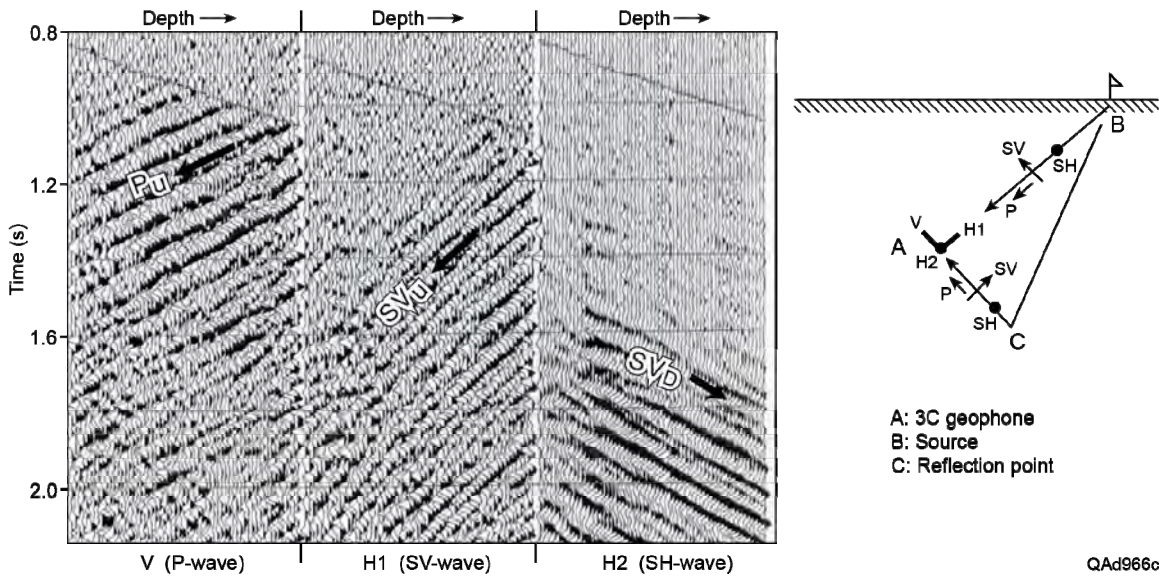 Depth Depth Depth
0.8
1.2
1.6
2.0
Time (s)
PU
SVU
SVD
V (P-wave) H1 (SV-wave) H2 (SH-wave)
B
SV
SH
P
V
H1
A
H2
SV
P
SH
C
A: 3C geophone
B: Source
C: Reflection point
QAd966c